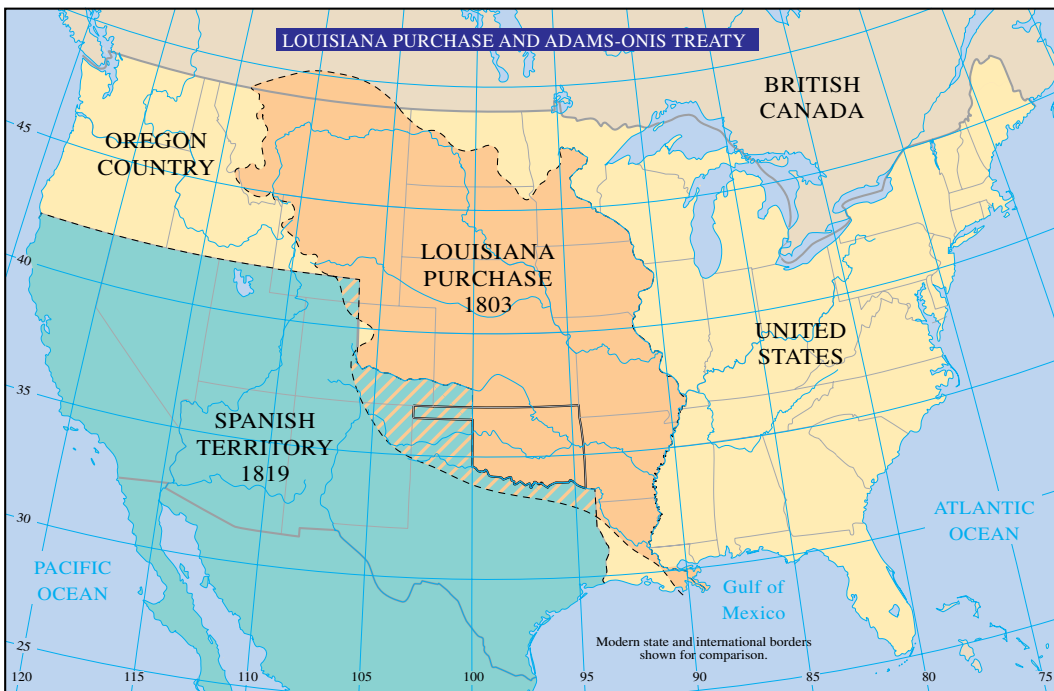 LOUISIANA PURCHASE AND ADAMS-ONIS TREATY
BRITISH
CANADA
OREGON
COUNTRY
LOUISIANA
PURCHASE
1803
UNITED
STATES
SPANISH
TERRITORY
1819
ATLANTIC
OCEAN
PACIFIC
OCEAN
Gulf of
Mexico
Modern state and international borders
shown for comparison.
45
40
35
30
25
120
115
110
105
100
95
90
85
80
75